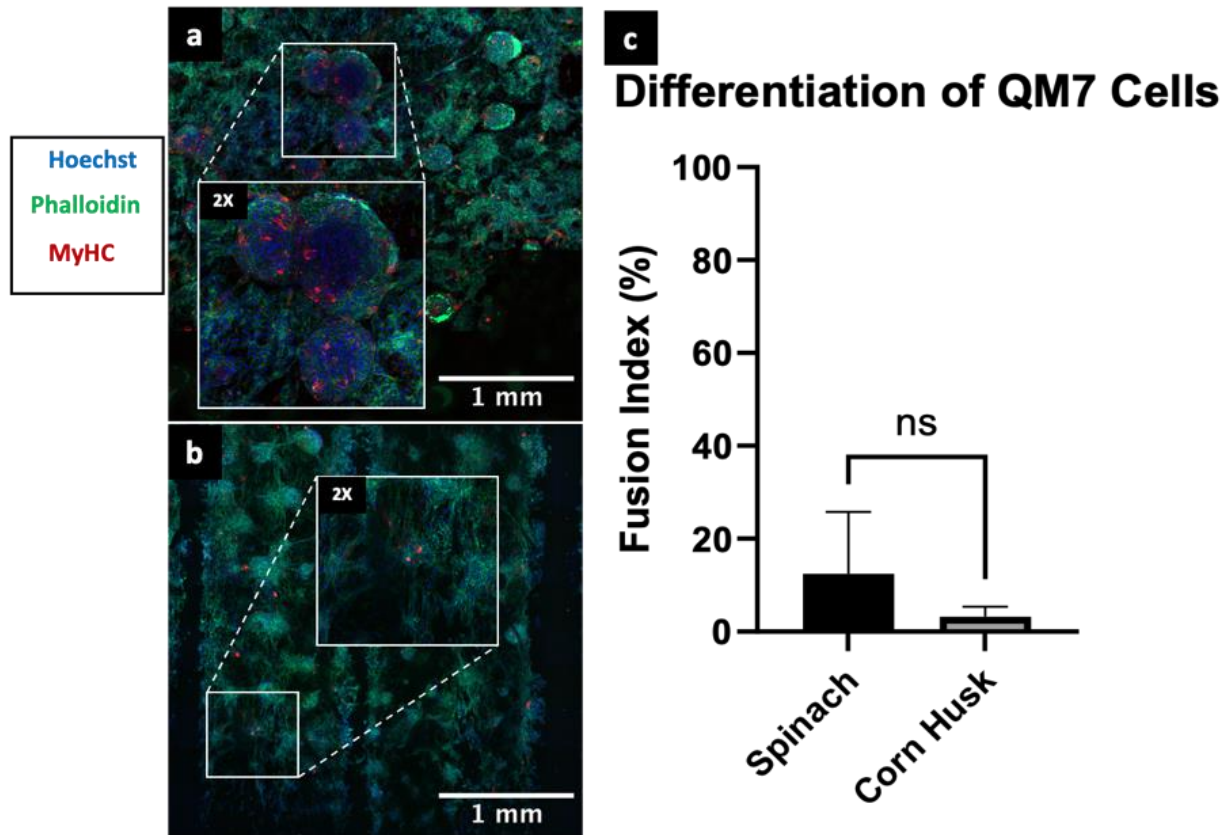 Hoechst
Phalloidin
MyHC
a
2X
1 mm
b
2X
1 mm
c
Differentiation of QM7 Cells
Fusion Index (%)
100
80
60
40
20
0
ns
Spinach
Corn Husk